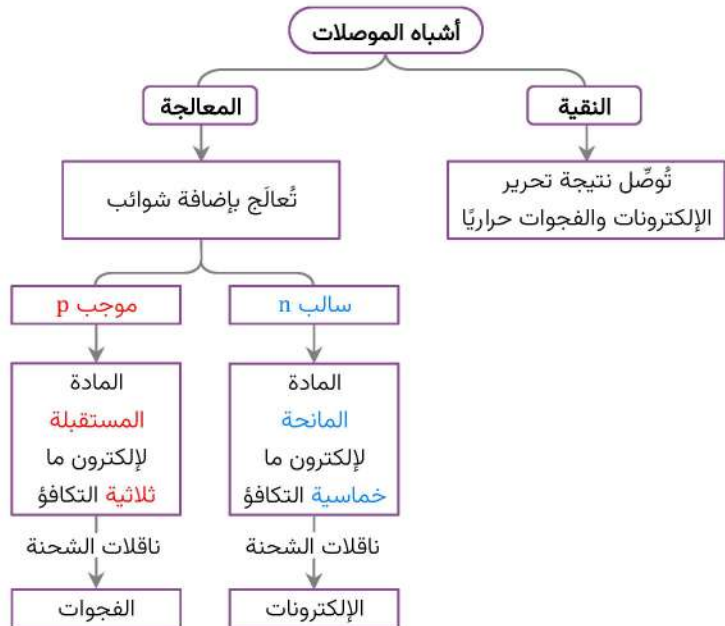 أشباه الموصلات
النقية
المعالجة
تُوصِّل نتيجة تحرير
الإلكترونات والفجوات حراريًا
تُعالَج بإضافة شوائب
سالب n
موجب p
المادة
المانحة
لإلكترون ما
خماسية التكافؤ
المادة
المستقبلة
لإلكترون ما
ثلاثية التكافؤ
ناقلات الشحنة
ناقلات الشحنة
الإلكترونات
الفجوات